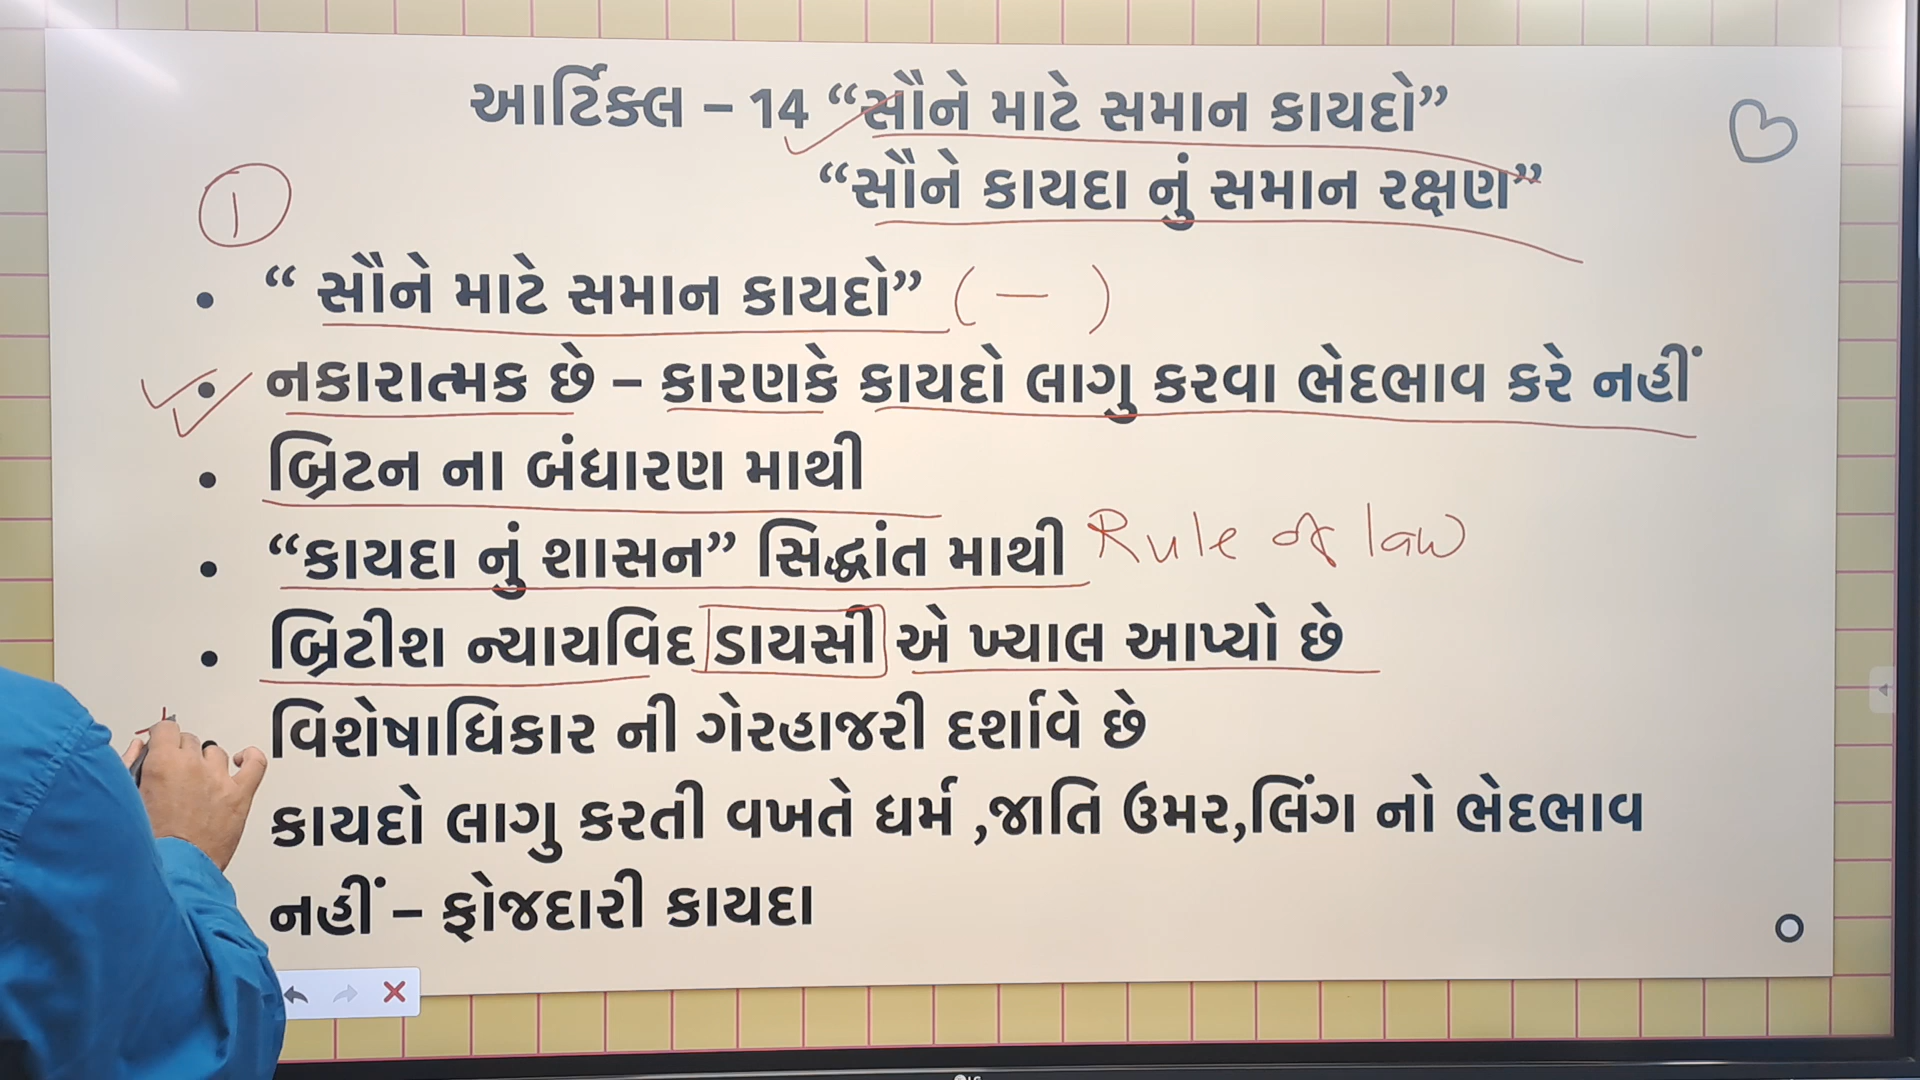 આર્ટિકલ – 14 “સૌને માટે સમાન કાયદો”
“સૌને કાયદા નું સમાન રક્ષણ”
1
• “ સૌને માટે સમાન કાયદો” ( – )
• નકારાત્મક છે – કારણકે કાયદો લાગુ કરવા ભેદભાવ કરે નહીં
• બ્રિટન ના બંધારણ માથી
• “કાયદા નું શાસન” સિદ્ધાંત માથી Rule of law
• બ્રિટીશ ન્યાયવિદ ડાયસી એ ખ્યાલ આપ્યો છે
વિશેષાધિકાર ની ગેરહાજરી દર્શાવે છે
કાયદો લાગુ કરતી વખતે ધર્મ ,જાતિ ઉમર,લિંગ નો ભેદભાવ
નહીં – ફોજદારી કાયદા
LG